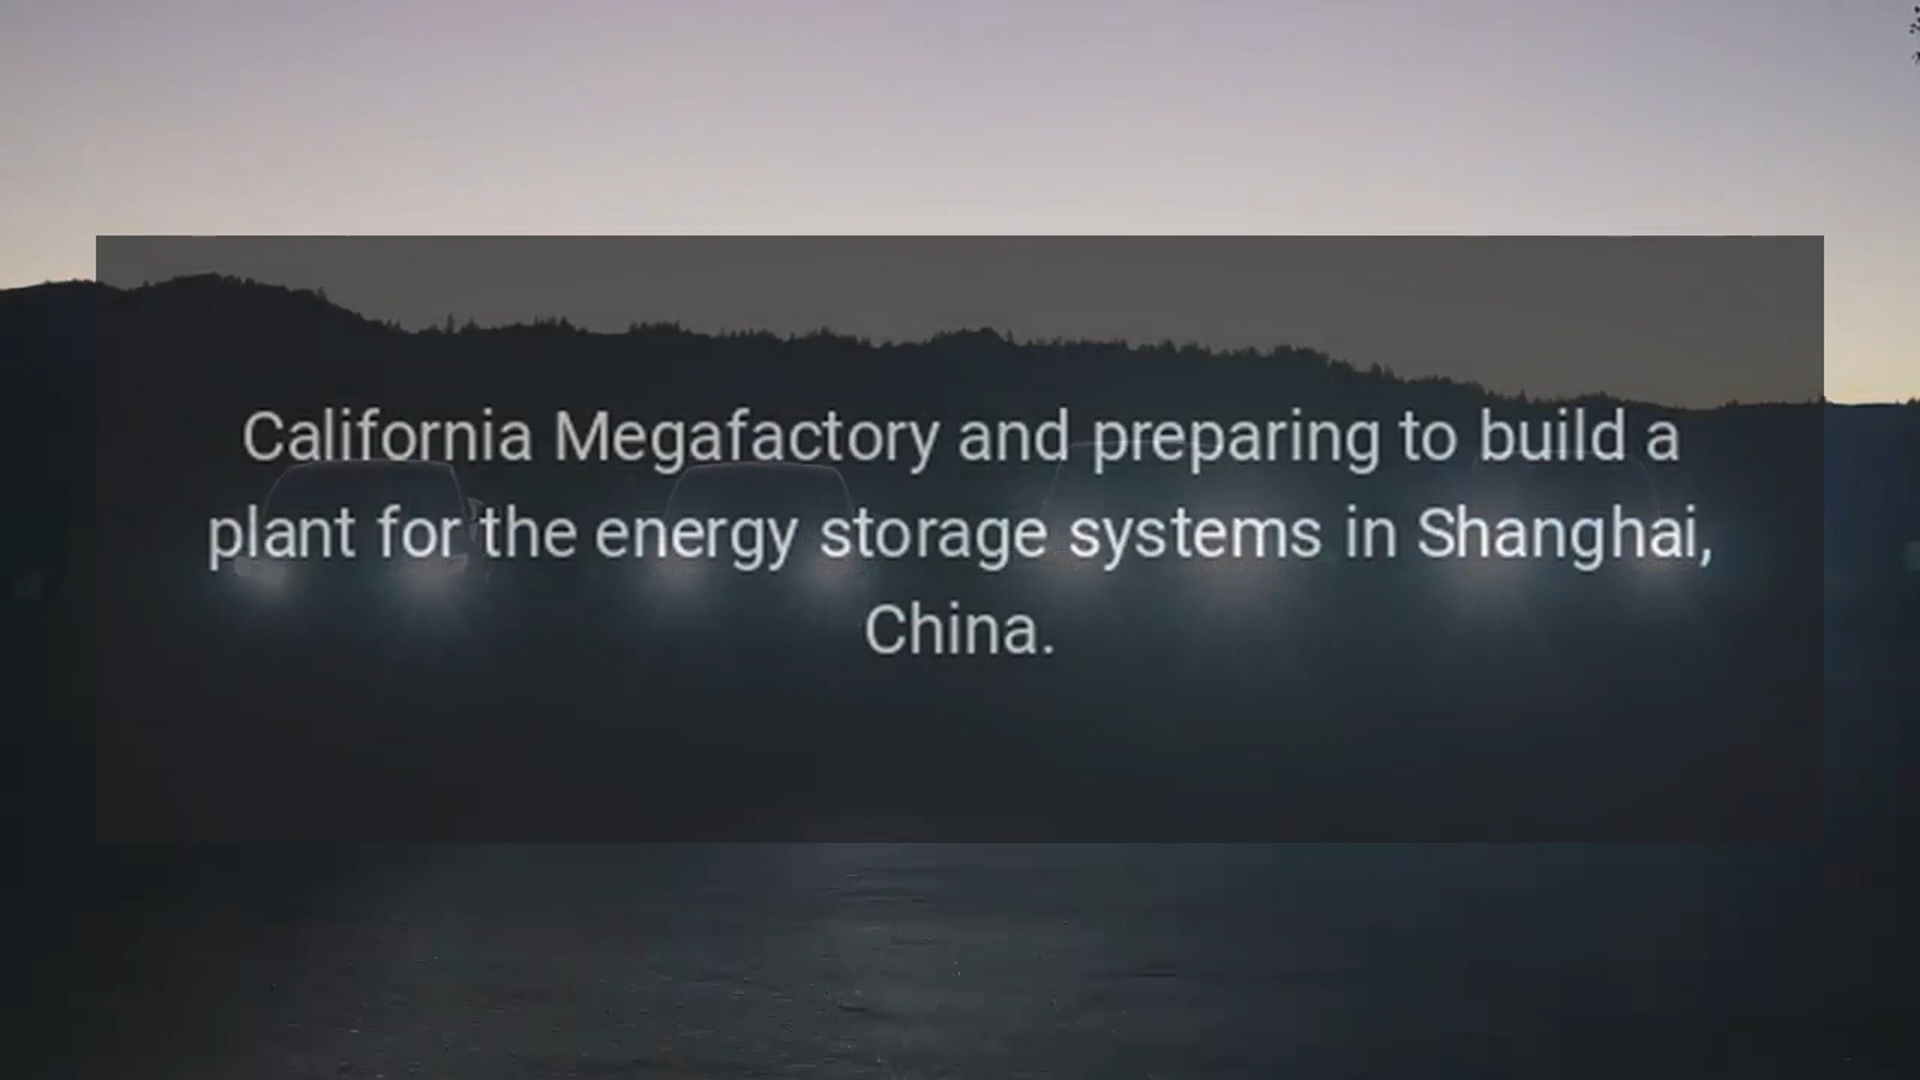 California Megafactory and preparing to build a
plant for the energy storage systems in Shanghai,
China.